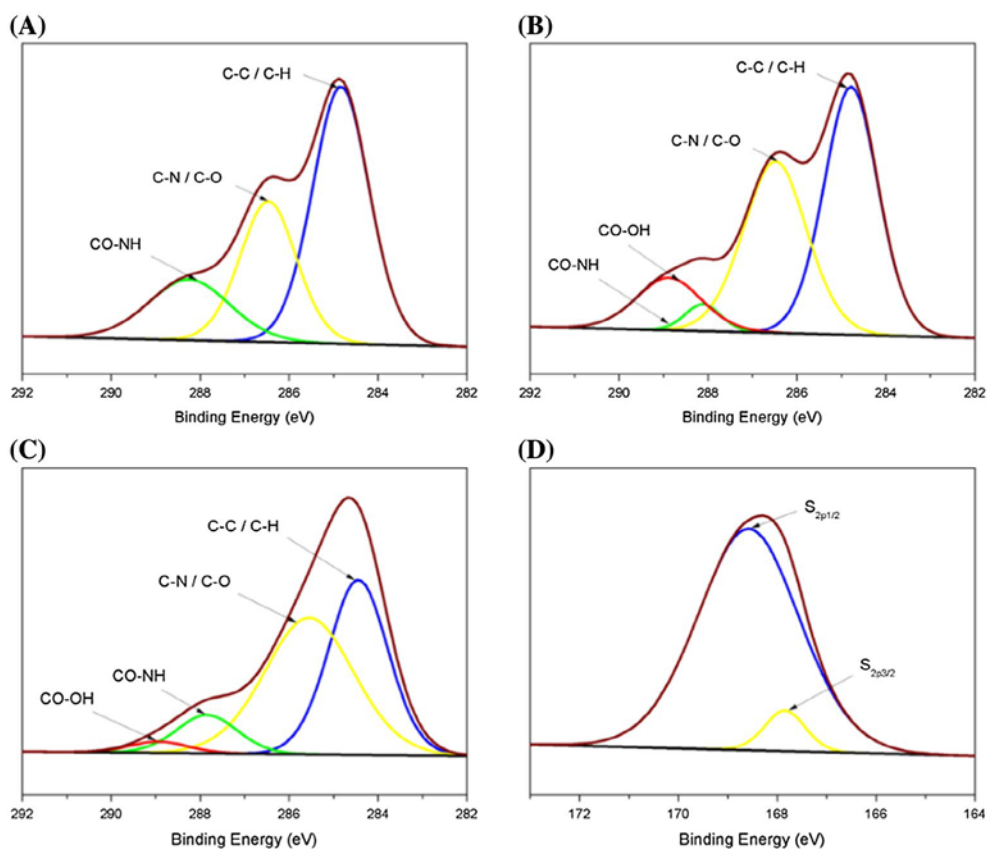 (A)
C-C / C-H
C-N / C-O
CO-NH
292 290 288 286 284 282
Binding Energy (eV)
(B)
C-C / C-H
C-N / C-O
CO-OH
CO-NH
292 290 288 286 284 282
Binding Energy (eV)
(C)
C-C / C-H
C-N / C-O
CO-NH
CO-OH
292 290 288 286 284 282
Binding Energy (eV)
(D)
S2p1/2
S2p3/2
172 170 168 166 164
Binding Energy (eV)